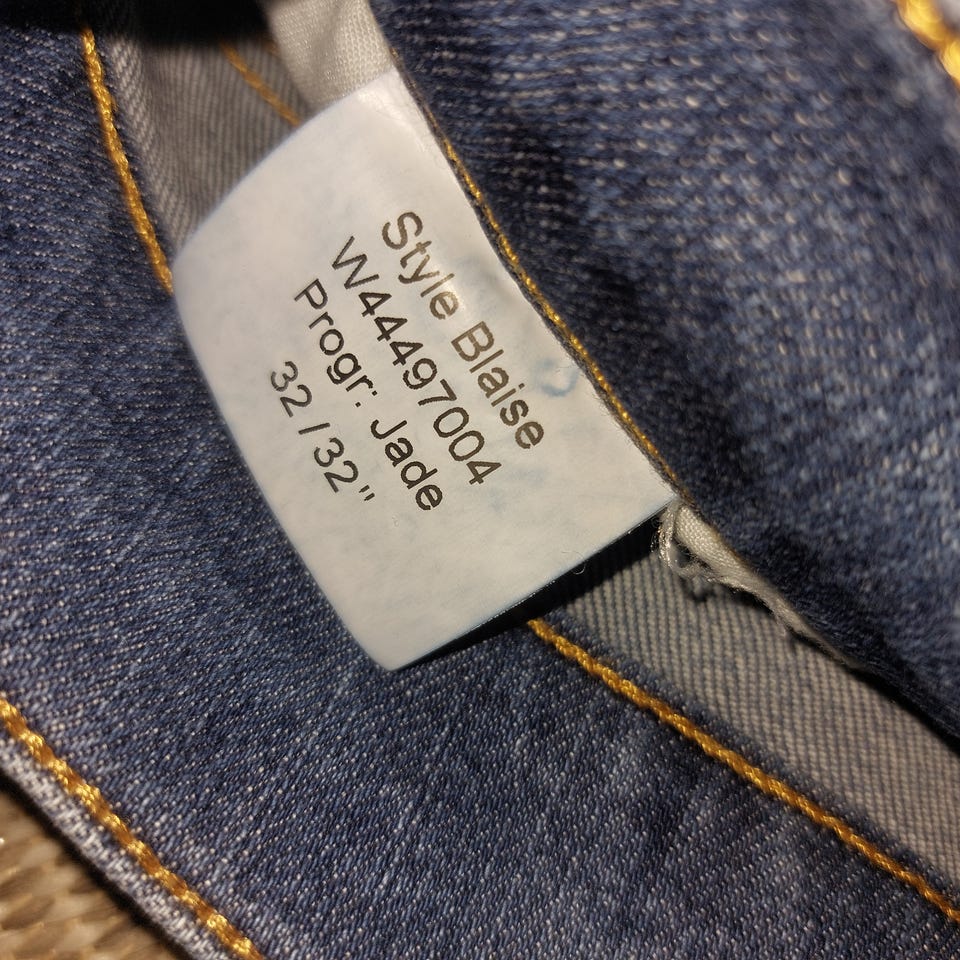 Style Blaise
W44497004
Progr: Jade
32 / 32"